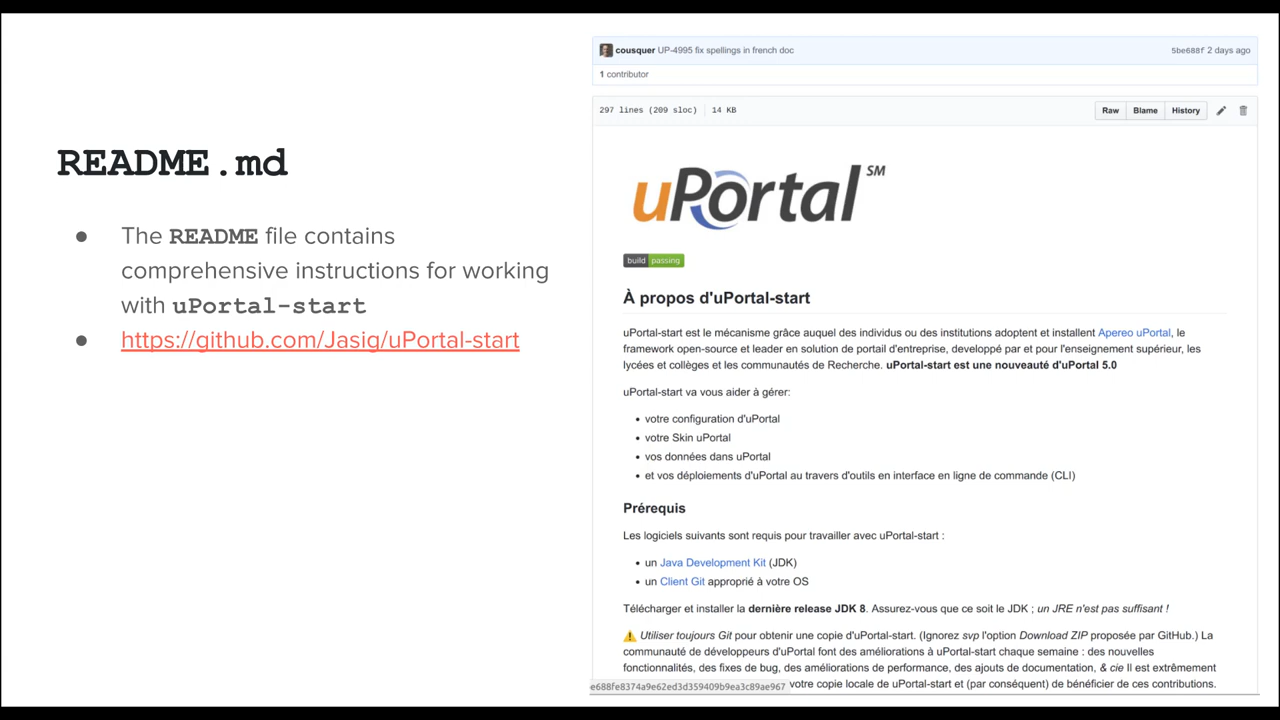 README.md
● The README file contains
comprehensive instructions for working
with uPortal-start
● https://github.com/Jasig/uPortal-start
cousquer UP-4995 fix spellings in french doc 5be688f 2 days ago
1 contributor
297 lines (209 sloc) 14 KB Raw Blame History
uPortal SM
build passing
À propos d'uPortal-start
uPortal-start est le mécanisme grâce auquel des individus ou des institutions adoptent et installent Apereo uPortal, le
framework open-source et leader en solution de portail d'entreprise, developpé par et pour l'enseignement supérieur, les
lycées et collèges et les communautés de Recherche. uPortal-start est une nouveauté d'uPortal 5.0
uPortal-start va vous aider à gérer:
• votre configuration d'uPortal
• votre Skin uPortal
• vos données dans uPortal
• et vos déploiements d'uPortal au travers d'outils en interface en ligne de commande (CLI)
Prérequis
Les logiciels suivants sont requis pour travailler avec uPortal-start :
• un Java Development Kit (JDK)
• un Client Git approprié à votre OS
Télécharger et installer la dernière release JDK 8. Assurez-vous que ce soit le JDK ; un JRE n'est pas suffisant !
⚠ Utiliser toujours Git pour obtenir une copie d'uPortal-start. (Ignorez svp l'option Download ZIP proposée par GitHub.) La
communauté de développeurs d'uPortal font des améliorations à uPortal-start chaque semaine : des nouvelles
fonctionnalités, des fixes de bug, des améliorations de performance, des ajouts de documentation, & cie Il est extrêmement
e688fe8374a9e62ed3d359409b9ea3c89ae967 votre copie locale de uPortal-start et (par conséquent) de bénéficier de ces contributions.